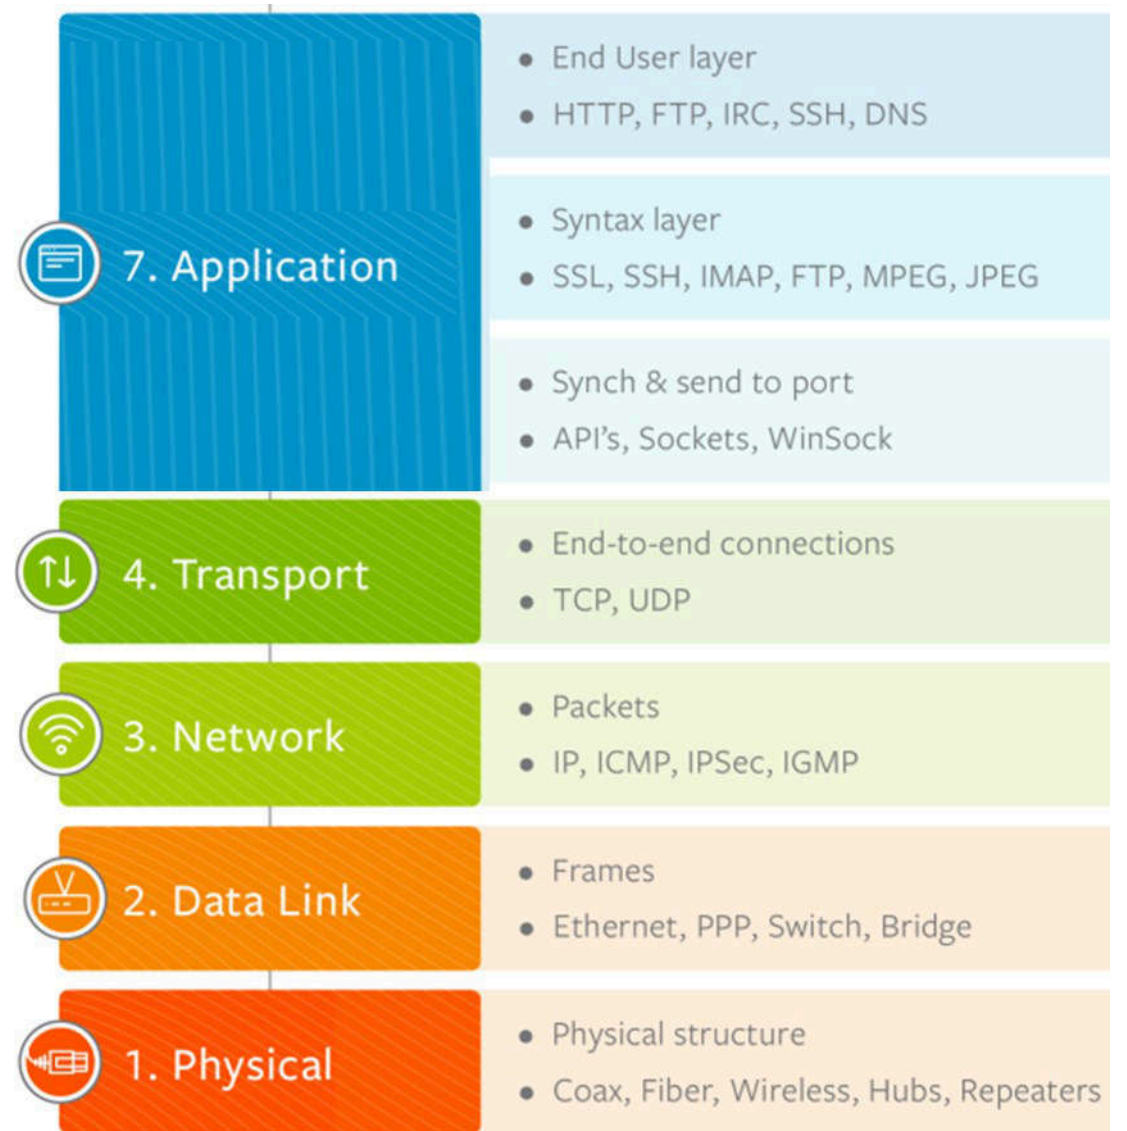 End User layer
HTTP, FTP, IRC, SSH, DNS
7. Application
Syntax layer
SSL, SSH, IMAP, FTP, MPEG, JPEG
Synch & send to port
API's, Sockets, WinSock
4. Transport
End-to-end connections
TCP, UDP
3. Network
Packets
IP, ICMP, IPSec, IGMP
2. Data Link
Frames
Ethernet, PPP, Switch, Bridge
1. Physical
Physical structure
Coax, Fiber, Wireless, Hubs, Repeaters